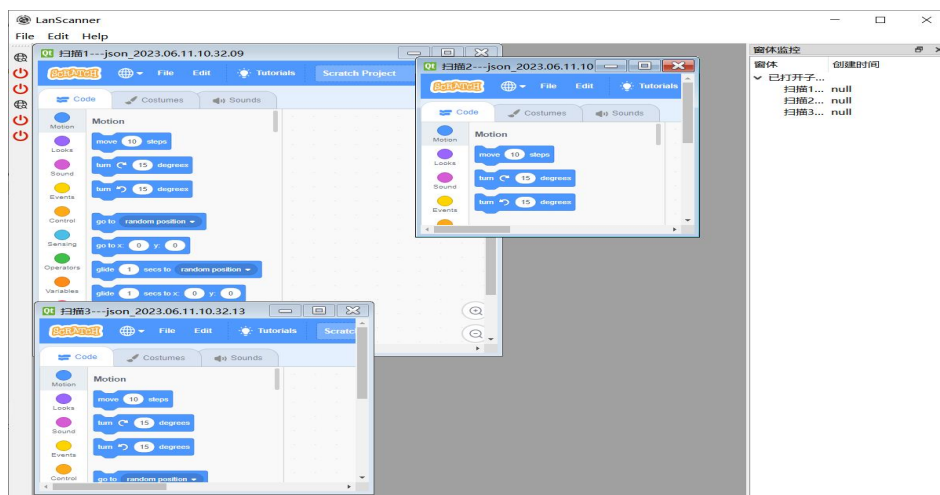 LanScanner
File Edit Help
扫描1---json_2023.06.11.10.32.09
SCRATCH File Edit Tutorials Scratch Project
Code Costumes Sounds
Motion
Looks
Sound
Events
Control
Sensing
Operators
Variables
Motion
move 10 steps
turn 15 degrees
turn 15 degrees
go to random position
go to x: 0 y: 0
glide 1 secs to random position
glide 1 secs to x: 0 y: 0
扫描2---json_2023.06.11.10
SCRATCH File Edit Tutorials
Code Costumes Sounds
Motion
Looks
Sound
Events
Motion
move 10 steps
turn 15 degrees
turn 15 degrees
扫描3---json_2023.06.11.10.32.13
SCRATCH File Edit Tutorials Scratc
Code Costumes Sounds
Motion
Looks
Sound
Events
Control
Motion
move 10 steps
turn 15 degrees
turn 15 degrees
go to random position
窗体监控
窗体 创建时间
已打开子...
扫描1... null
扫描2... null
扫描3... null